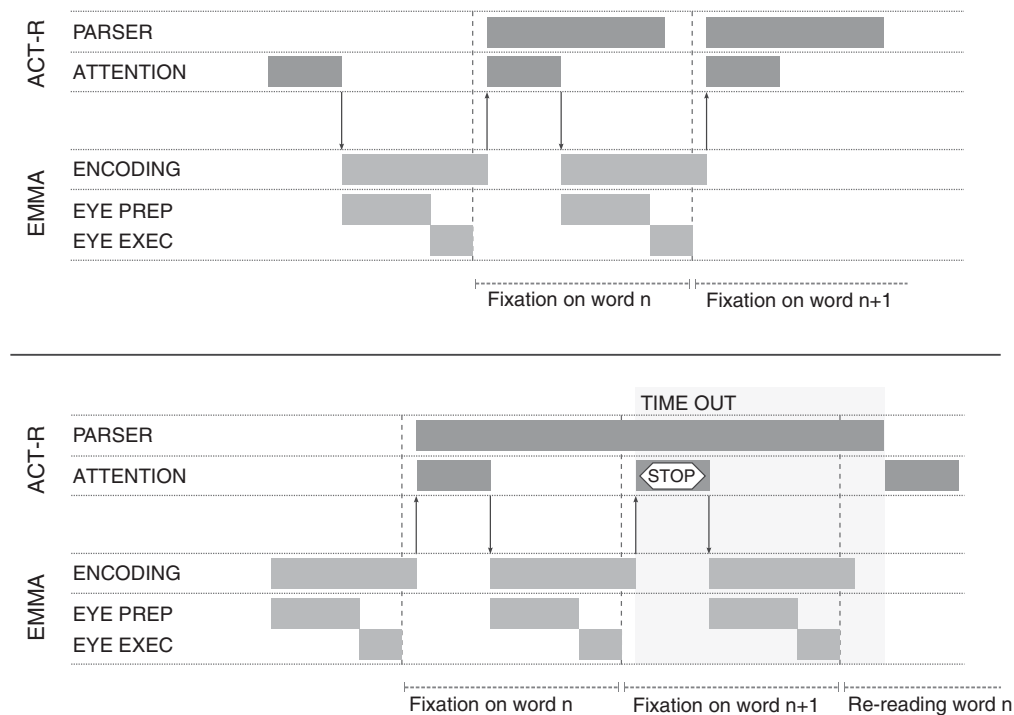 ACT-R
PARSER
ATTENTION
EMMA
ENCODING
EYE PREP
EYE EXEC
Fixation on word n
Fixation on word n+1
TIME OUT
ACT-R
PARSER
ATTENTION
STOP
EMMA
ENCODING
EYE PREP
EYE EXEC
Fixation on word n
Fixation on word n+1
Re-reading word n